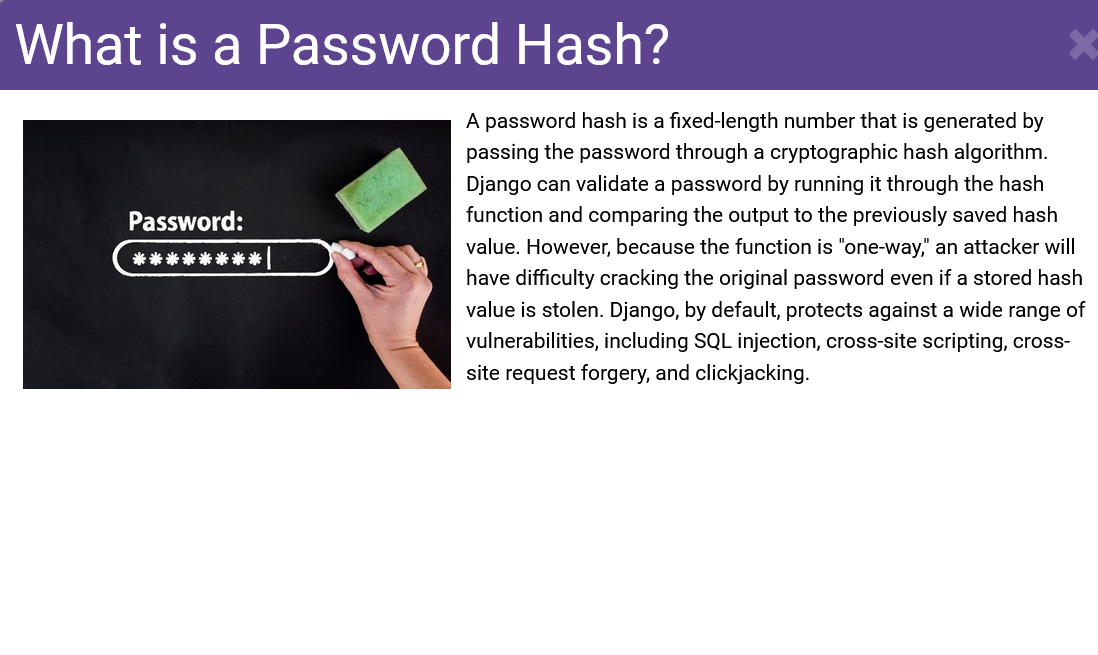 What is a Password Hash?
Password:
********|
A password hash is a fixed-length number that is generated by
passing the password through a cryptographic hash algorithm.
Django can validate a password by running it through the hash
function and comparing the output to the previously saved hash
value. However, because the function is "one-way," an attacker will
have difficulty cracking the original password even if a stored hash
value is stolen. Django, by default, protects against a wide range of
vulnerabilities, including SQL injection, cross-site scripting, cross-
site request forgery, and clickjacking.